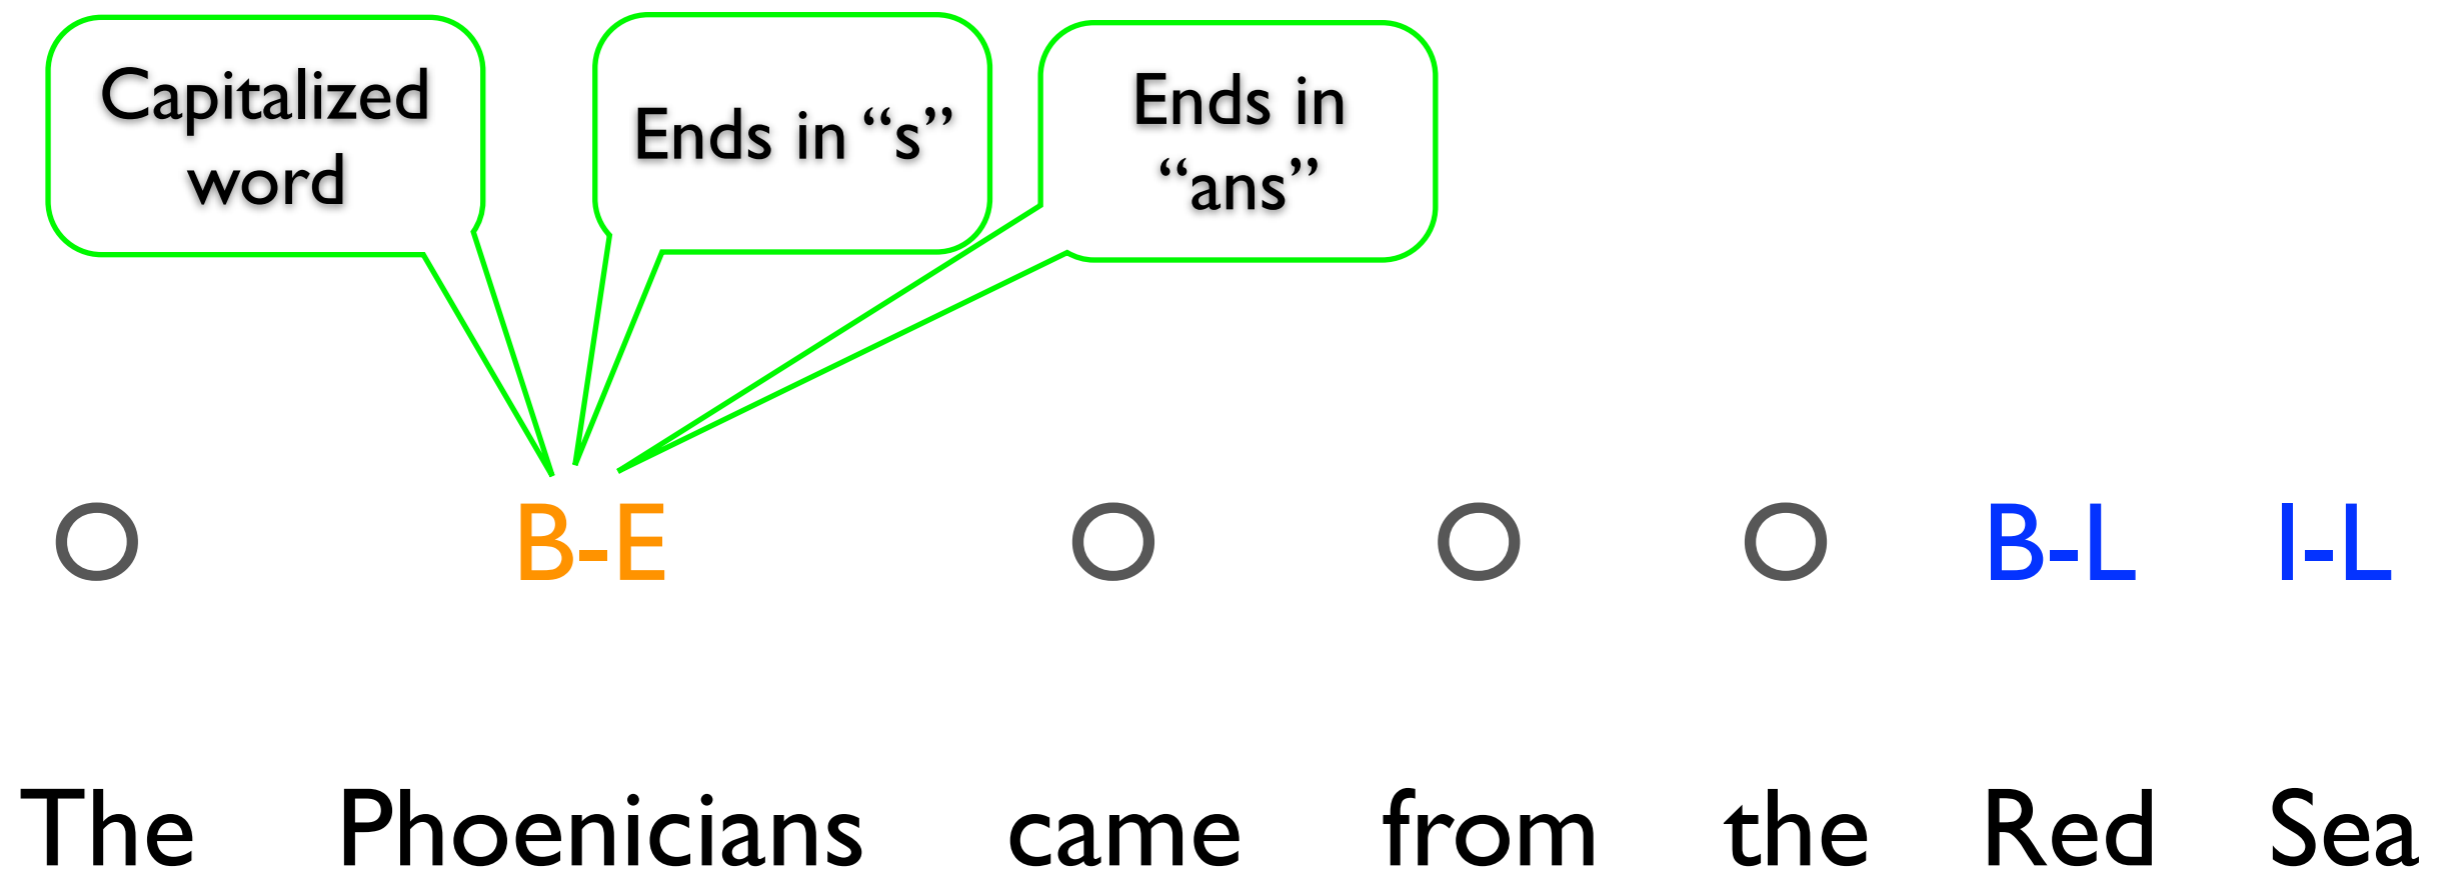 Capitalized
word
Ends in “s”
Ends in
“ans”
O B-E O O O B-L I-L
The Phoenicians came from the Red Sea